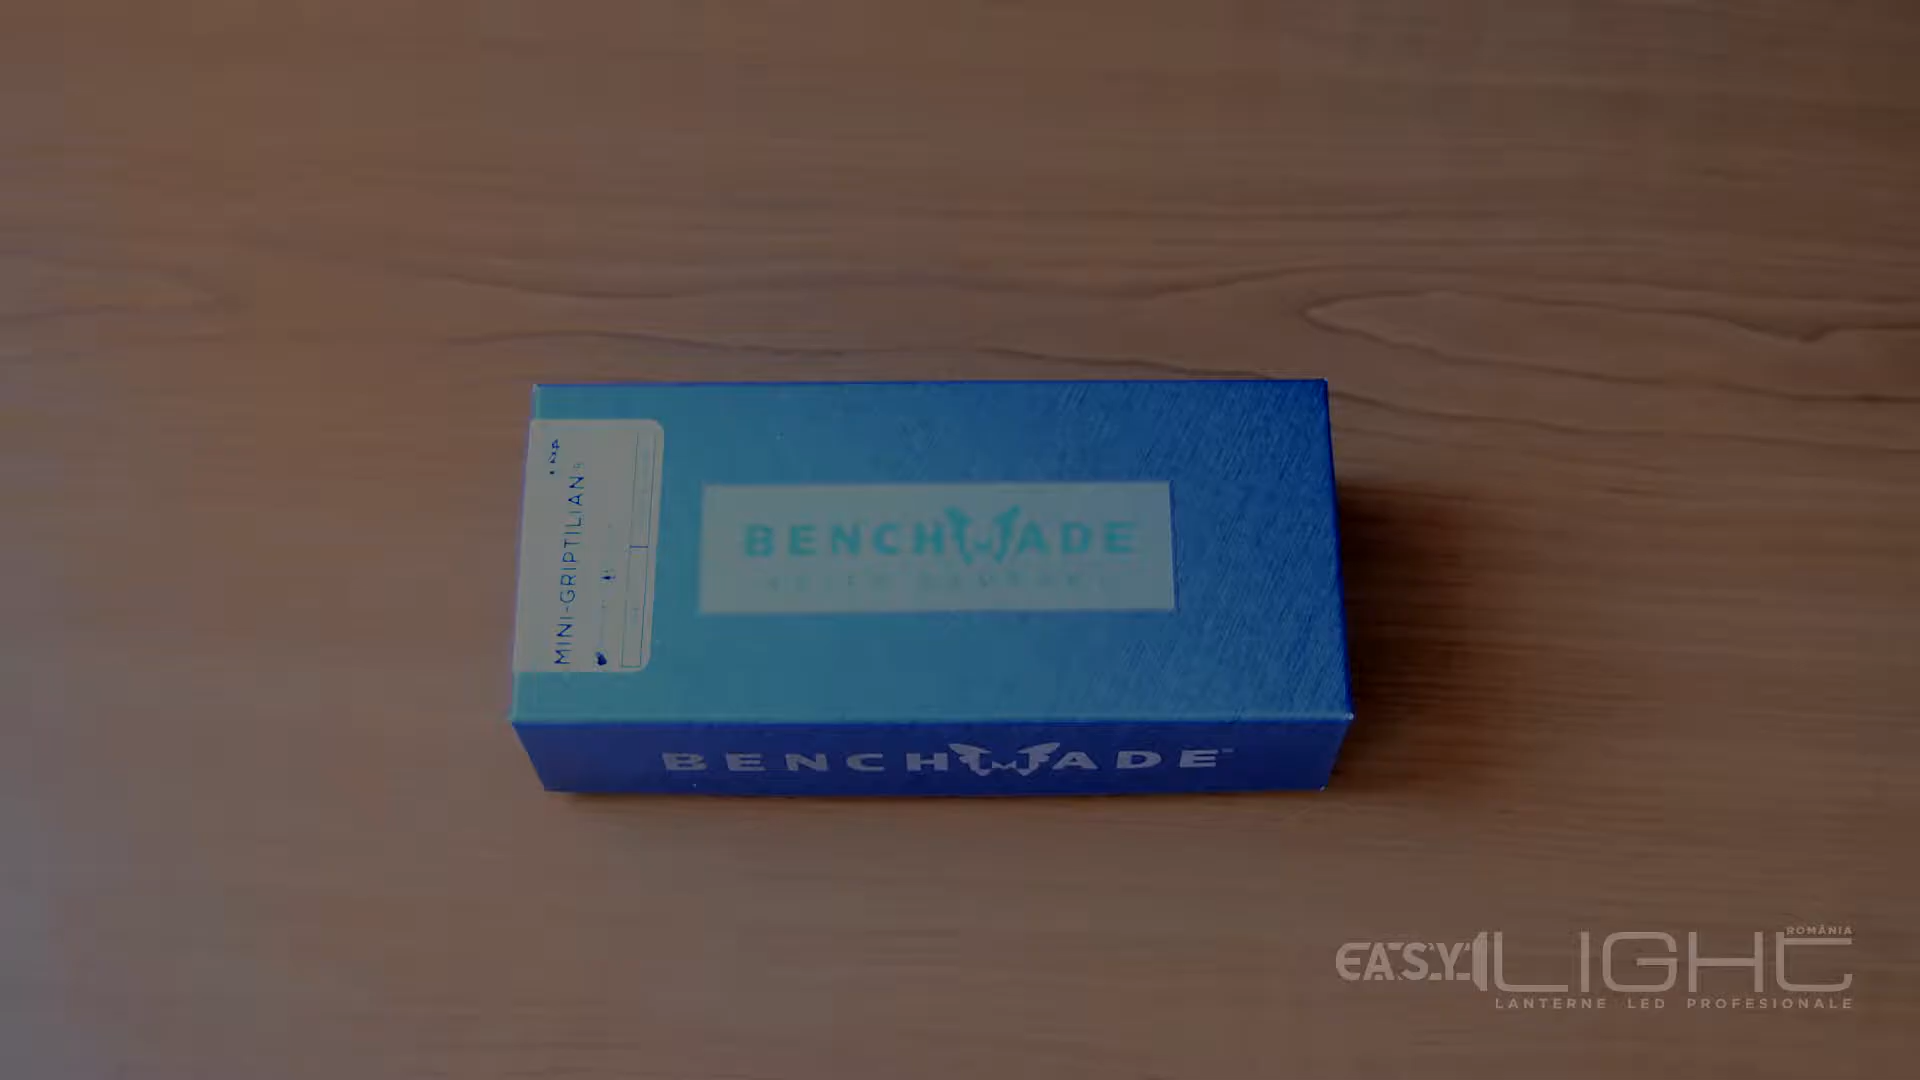 MINI-GRIPTILIAN®
BENCHMADE
BENCHMADE™
EASY LIGHT
ROMÂNIA
LANTERNE LED PROFESIONALE